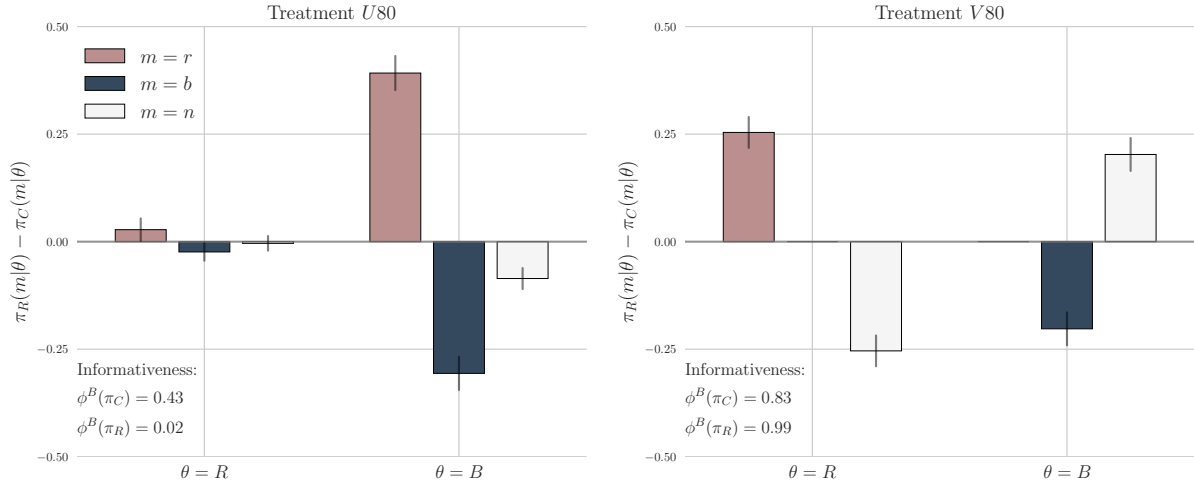 Treatment U80
0.50
0.25
0.00
−0.25
−0.50
π_R(m|θ) − π_C(m|θ)
m = r
m = b
m = n
Informativeness:
ϕ^B(π_C) = 0.43
ϕ^B(π_R) = 0.02
θ = R
θ = B
Treatment V80
0.50
0.25
0.00
−0.25
−0.50
π_R(m|θ) − π_C(m|θ)
Informativeness:
ϕ^B(π_C) = 0.83
ϕ^B(π_R) = 0.99
θ = R
θ = B